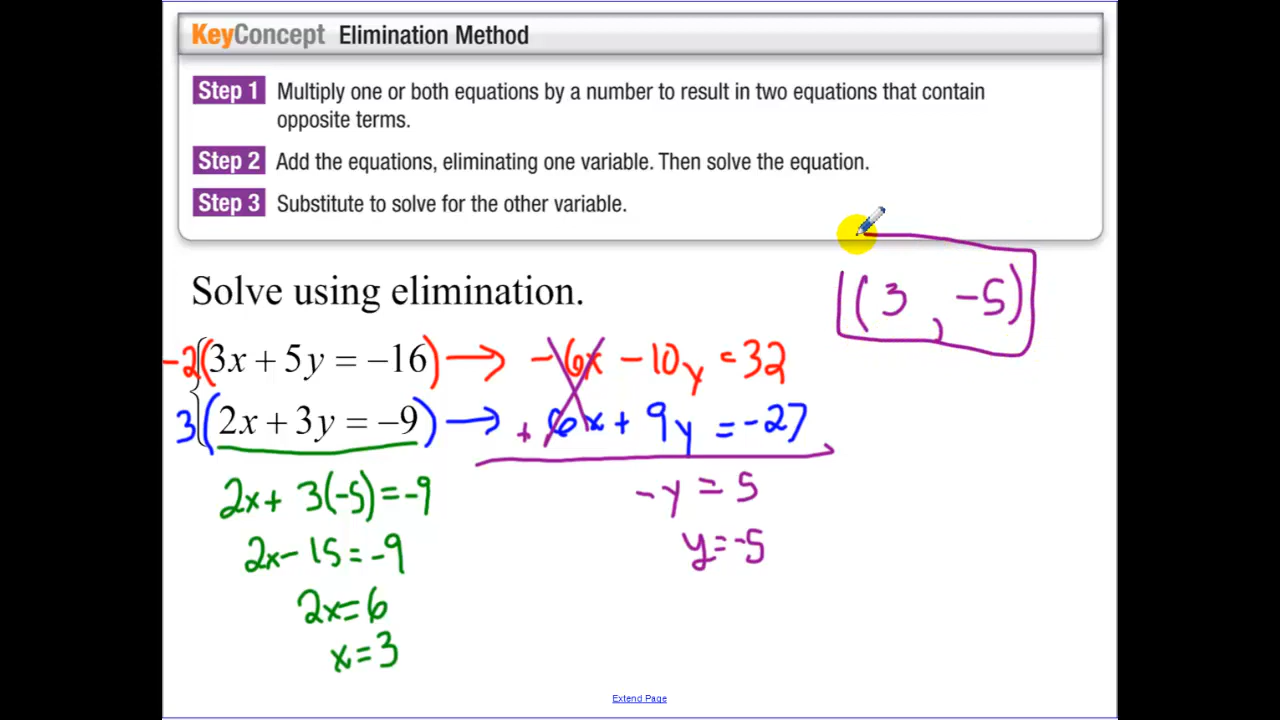 KeyConcept Elimination Method
Step 1 Multiply one or both equations by a number to result in two equations that contain
opposite terms.
Step 2 Add the equations, eliminating one variable. Then solve the equation.
Step 3 Substitute to solve for the other variable.
(3, -5)
Solve using elimination.
-2(3x + 5y = −16) → -6x - 10y = 32
3(2x + 3y = −9) → + 6x + 9y = -27
2x + 3(-5) = -9
-y = 5
2x - 15 = -9
y = -5
2x = 6
x = 3
Extend Page